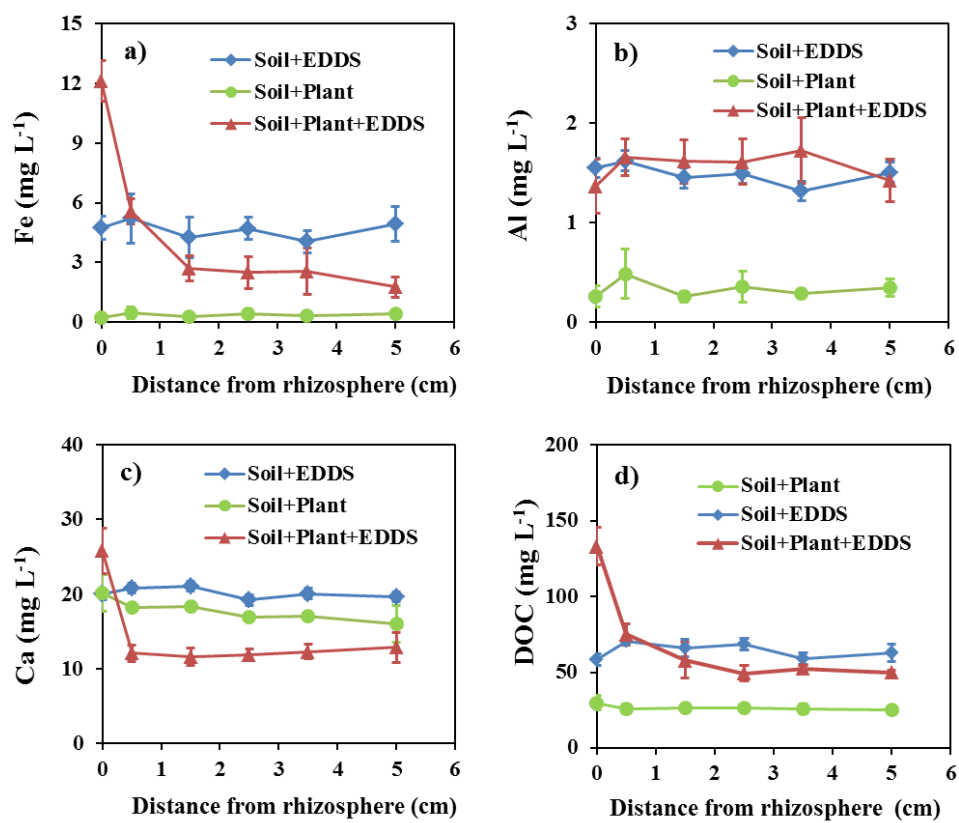 a)
Soil+EDDS
Soil+Plant
Soil+Plant+EDDS
Fe (mg L⁻¹)
15
12
9
6
3
0
0 1 2 3 4 5 6
Distance from rhizosphere (cm)
b)
Soil+EDDS
Soil+Plant
Soil+Plant+EDDS
Al (mg L⁻¹)
3
2
1
0
0 1 2 3 4 5 6
Distance from rhizosphere (cm)
c)
Soil+EDDS
Soil+Plant
Soil+Plant+EDDS
Ca (mg L⁻¹)
40
30
20
10
0
0 1 2 3 4 5 6
Distance from rhizosphere (cm)
d)
Soil+Plant
Soil+EDDS
Soil+Plant+EDDS
DOC (mg L⁻¹)
200
150
100
50
0
0 1 2 3 4 5 6
Distance from rhizosphere (cm)